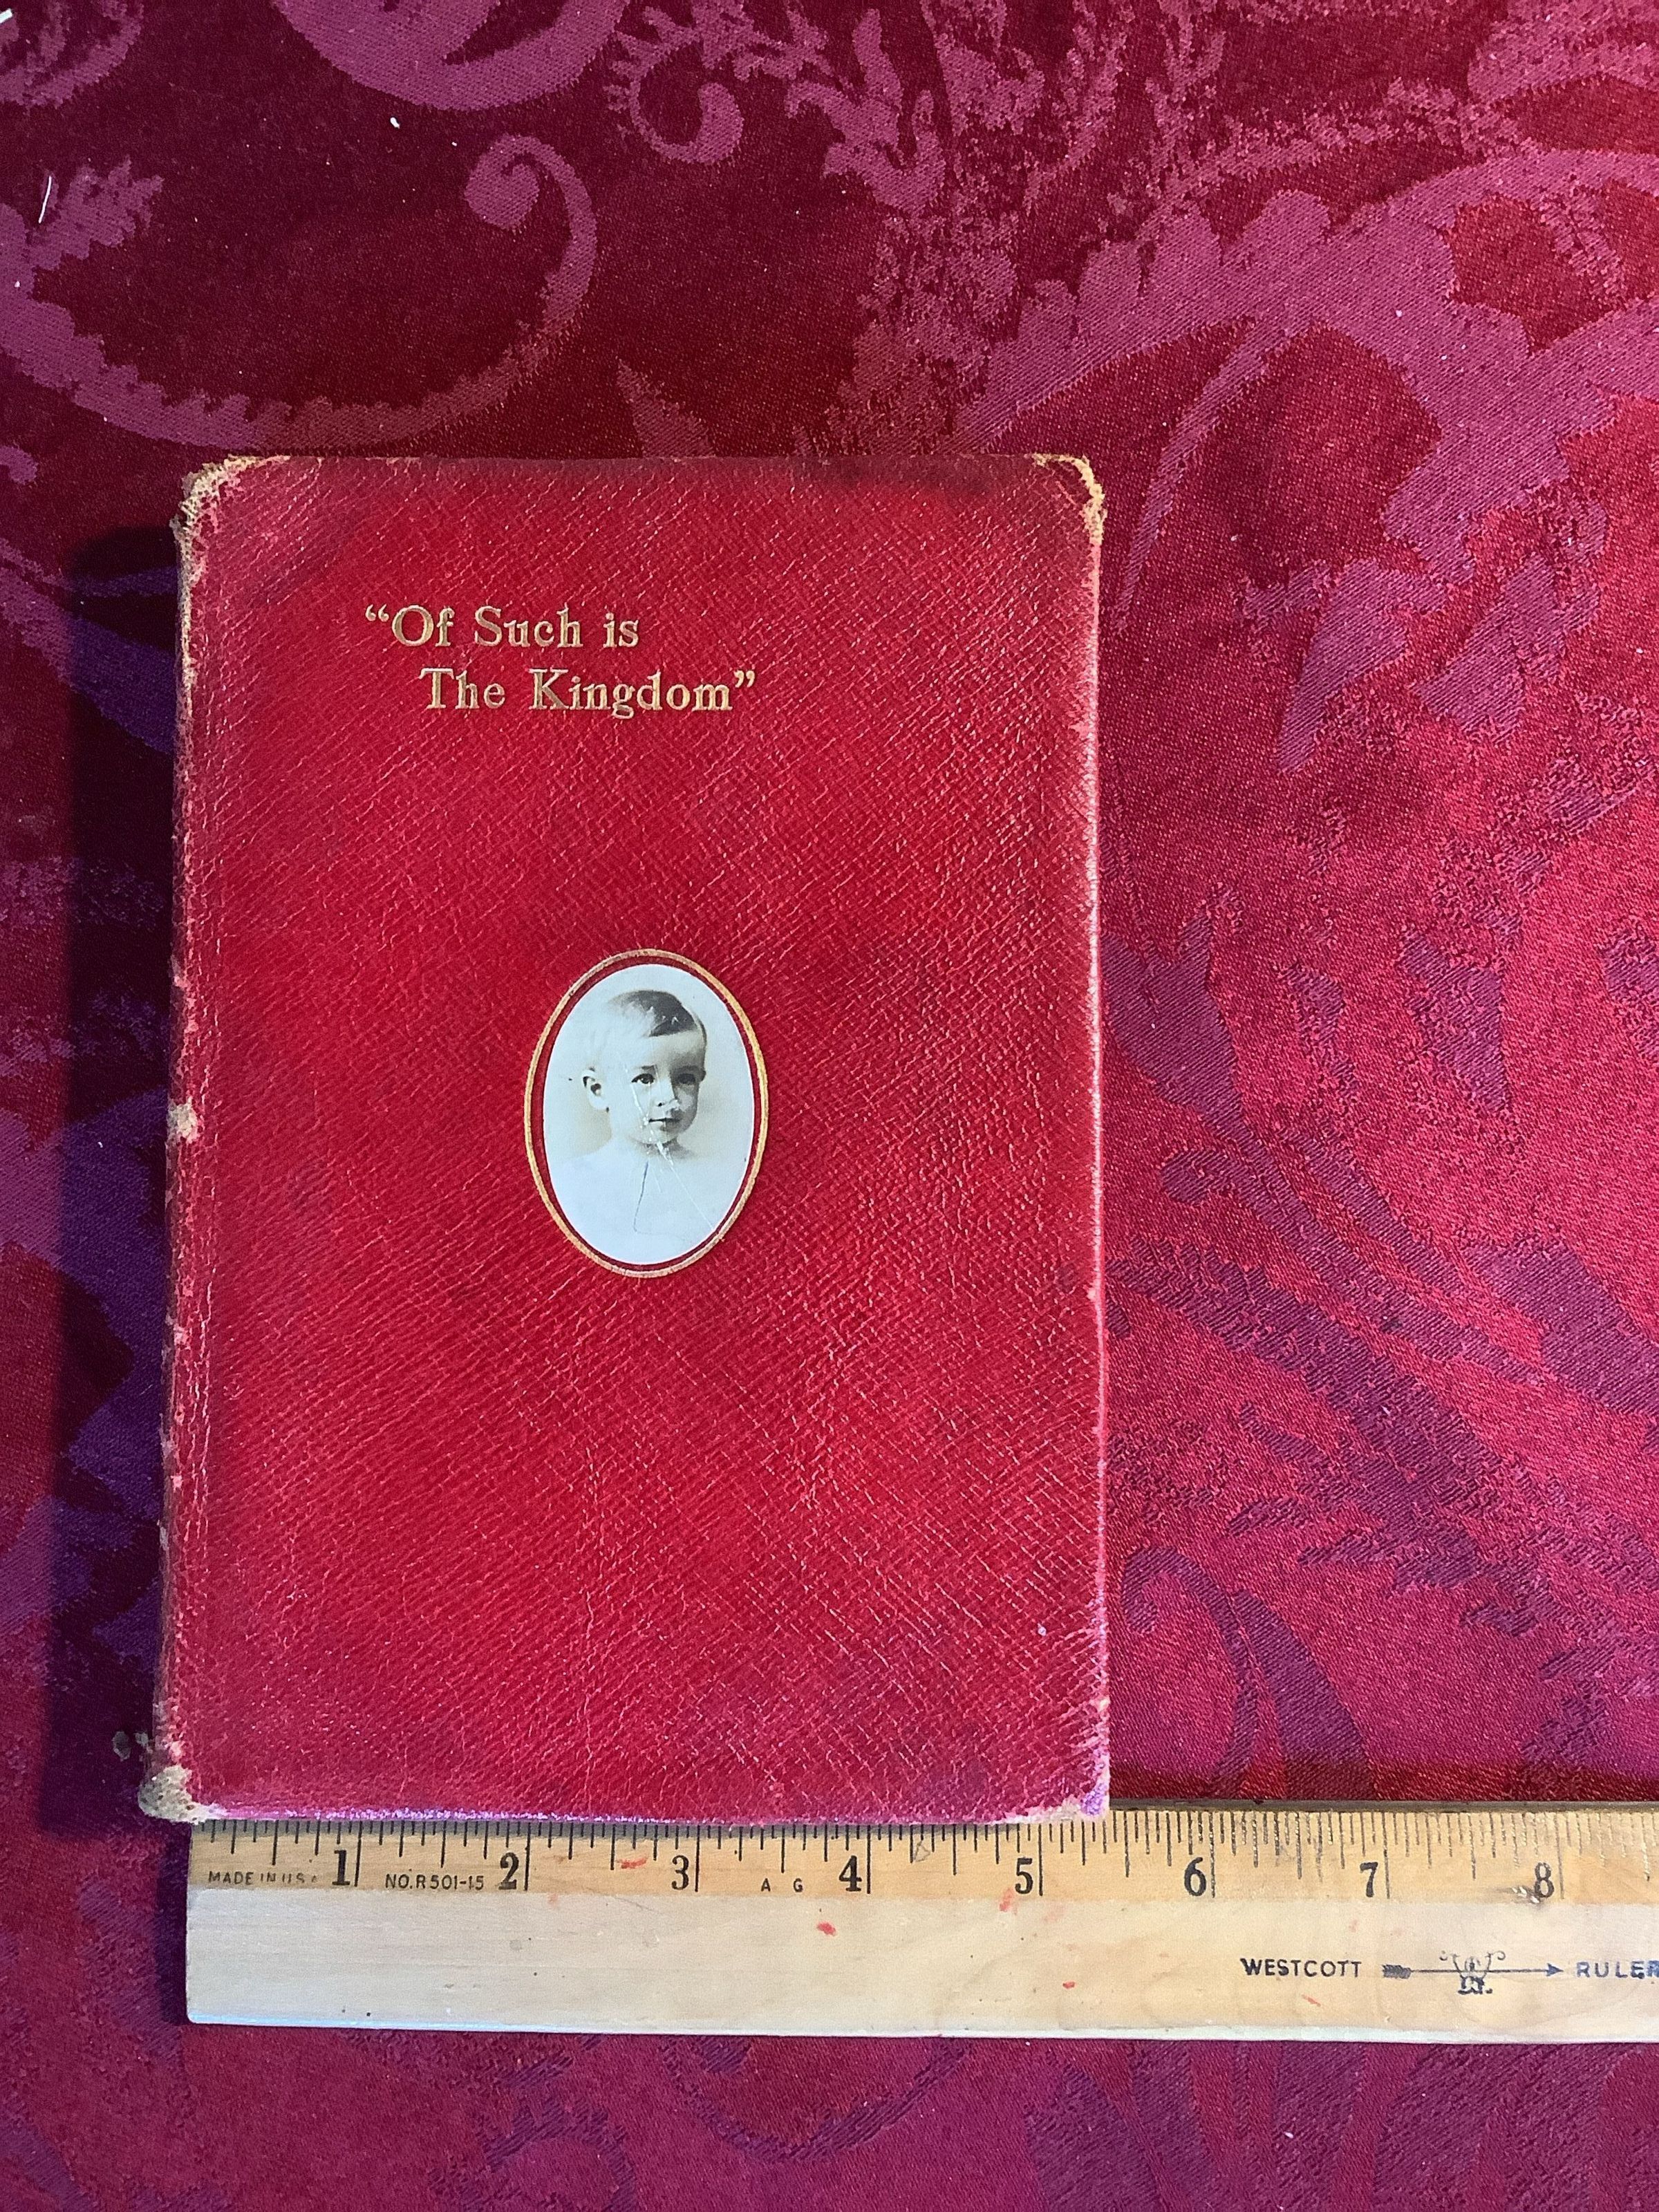 “Of Such is
The Kingdom”
1 2 3 4 5 6 7 8
MADE IN U.S.A NO.R501-15 A G
WESTCOTT RULER